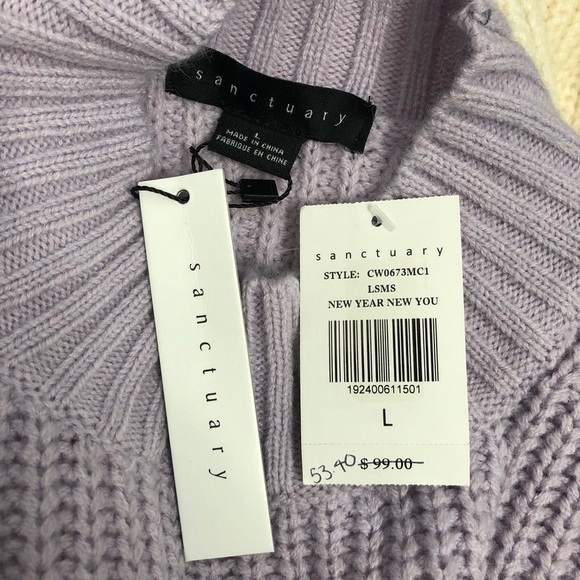 sanctuary
L
MADE IN CHINA
FABRIQUE EN CHINE
sanctuary
sanctuary
STYLE: CW0673MC1
LSMS
NEW YEAR NEW YOU
192400611501
L
53.40 $ 99.00